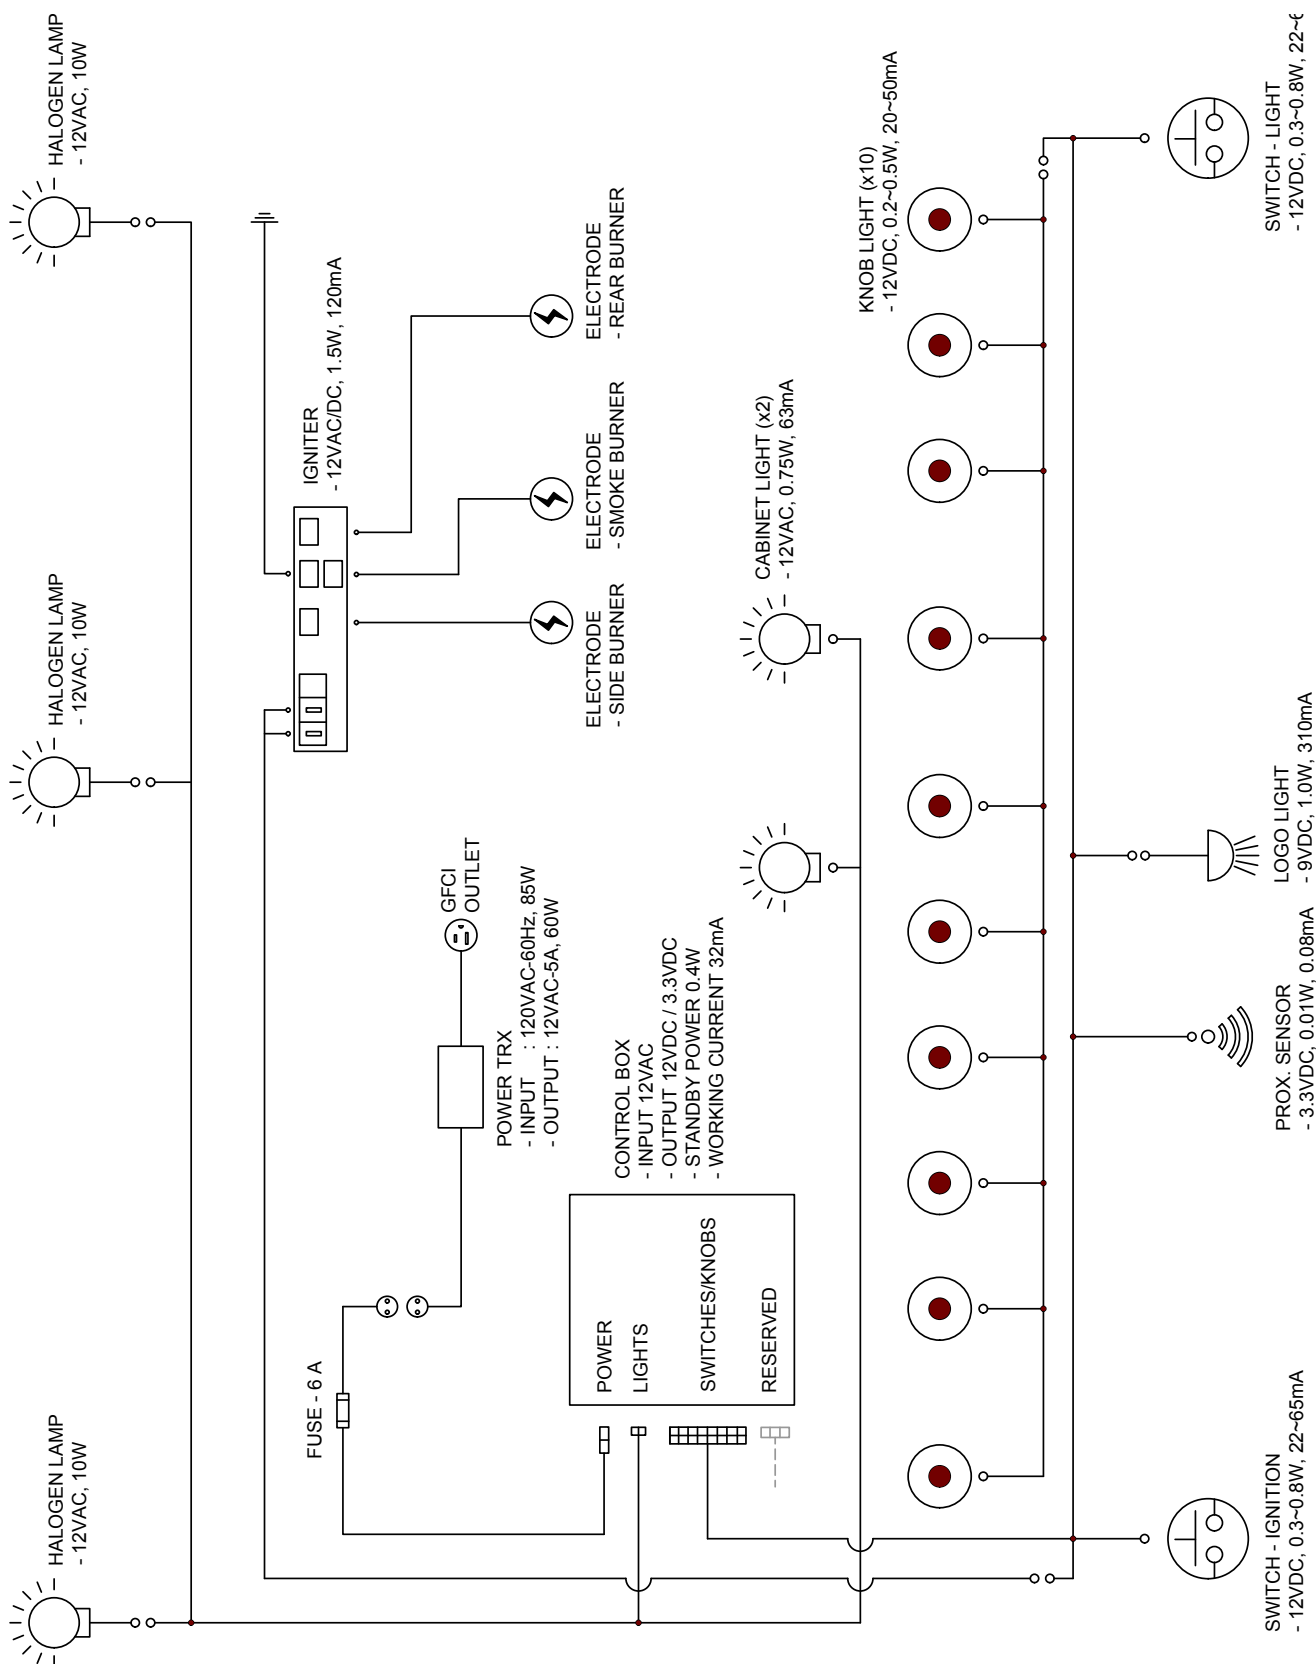 HALOGEN LAMP
- 12VAC, 10W
HALOGEN LAMP
- 12VAC, 10W
HALOGEN LAMP
- 12VAC, 10W
IGNITER
- 12VAC/DC, 1.5W, 120mA
FUSE - 6 A
GFCI
OUTLET
POWER TRX
- INPUT : 120VAC-60Hz, 85W
- OUTPUT : 12VAC-5A, 60W
ELECTRODE
- SIDE BURNER
ELECTRODE
- SMOKE BURNER
ELECTRODE
- REAR BURNER
CONTROL BOX
- INPUT 12VAC
- OUTPUT 12VDC / 3.3VDC
- STANDBY POWER 0.4W
- WORKING CURRENT 32mA
POWER
LIGHTS
SWITCHES/KNOBS
RESERVED
CABINET LIGHT (x2)
- 12VAC, 0.75W, 63mA
KNOB LIGHT (x10)
- 12VDC, 0.2~0.5W, 20~50mA
SWITCH - IGNITION
- 12VDC, 0.3~0.8W, 22~65mA
PROX. SENSOR
- 3.3VDC, 0.01W, 0.08mA
LOGO LIGHT
- 9VDC, 1.0W, 310mA
SWITCH - LIGHT
- 12VDC, 0.3~0.8W,